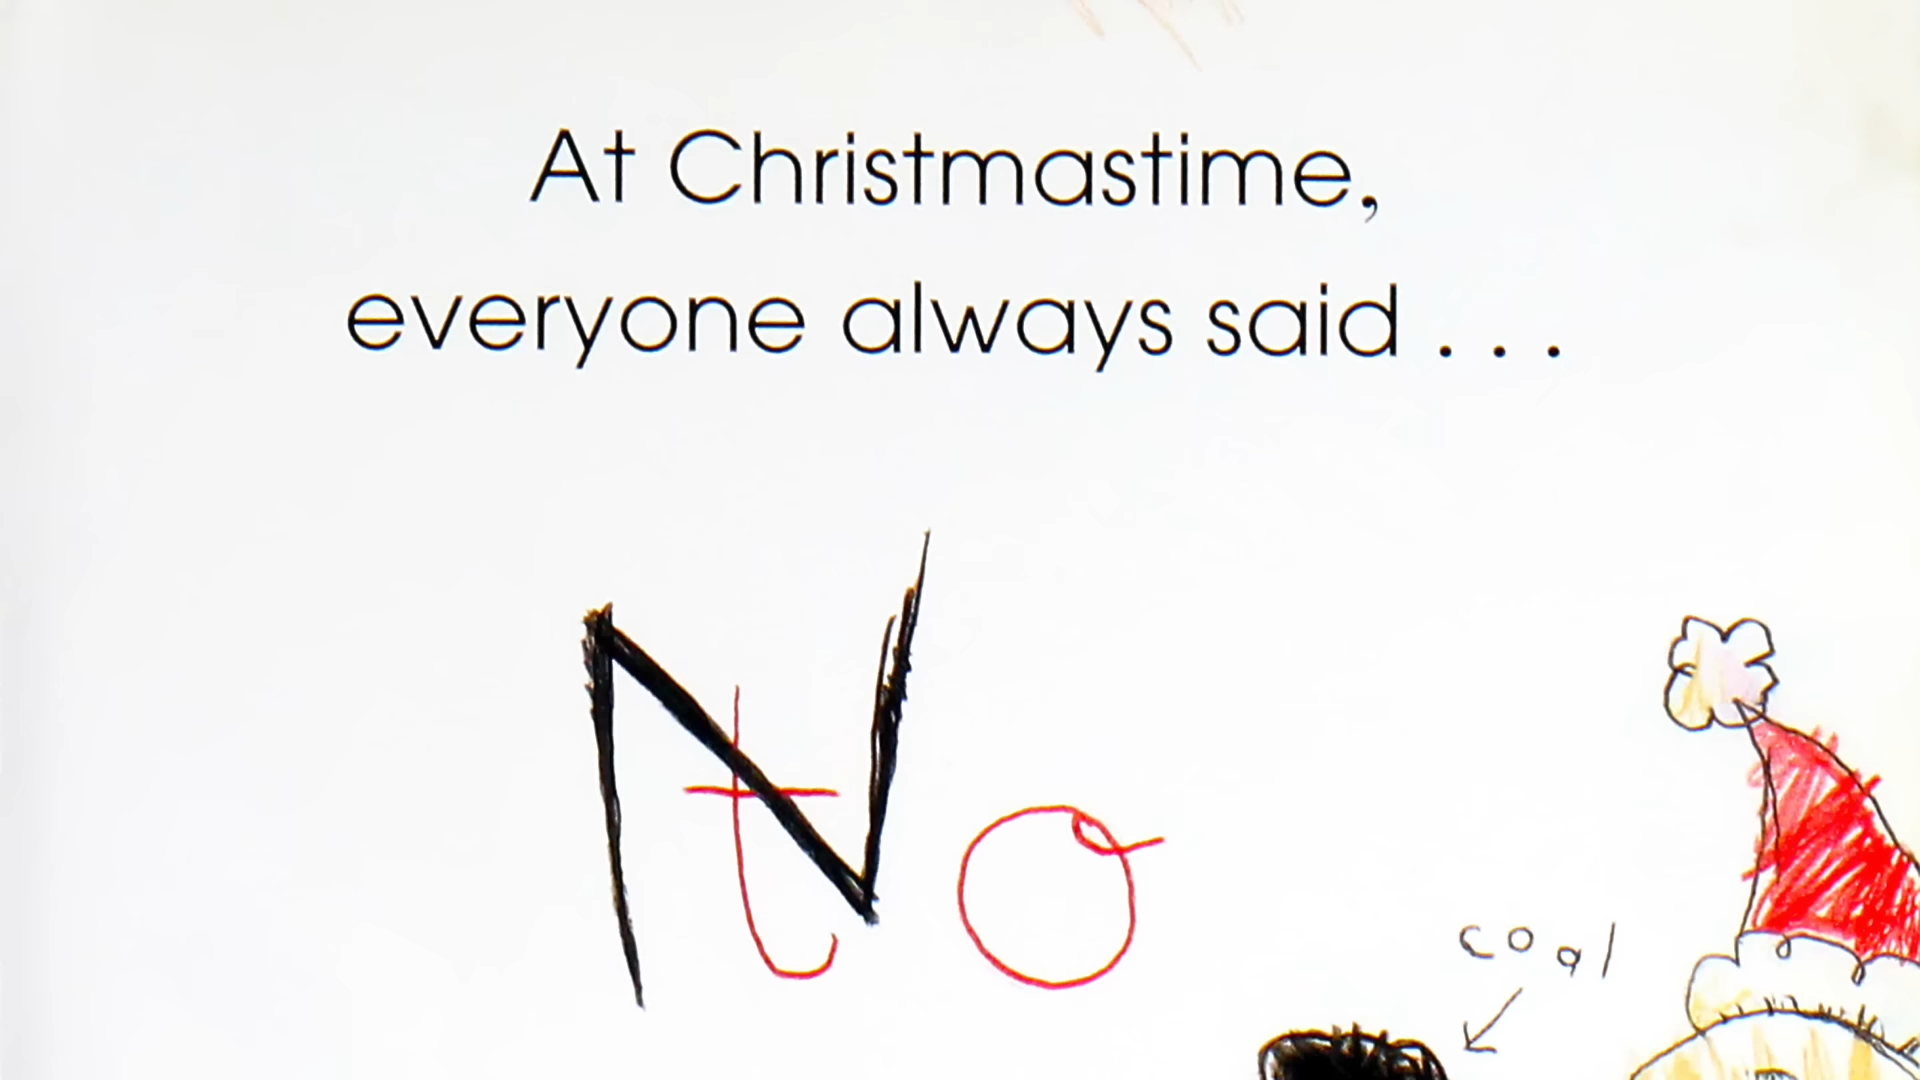 At Christmastime,
everyone always said . . .
No
coal